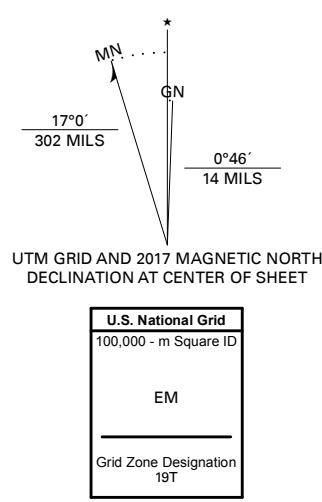 ★
MN
GN
17°0´
302 MILS
0°46´
14 MILS
UTM GRID AND 2017 MAGNETIC NORTH
DECLINATION AT CENTER OF SHEET
U.S. National Grid
100,000 - m Square ID
EM
Grid Zone Designation
19T